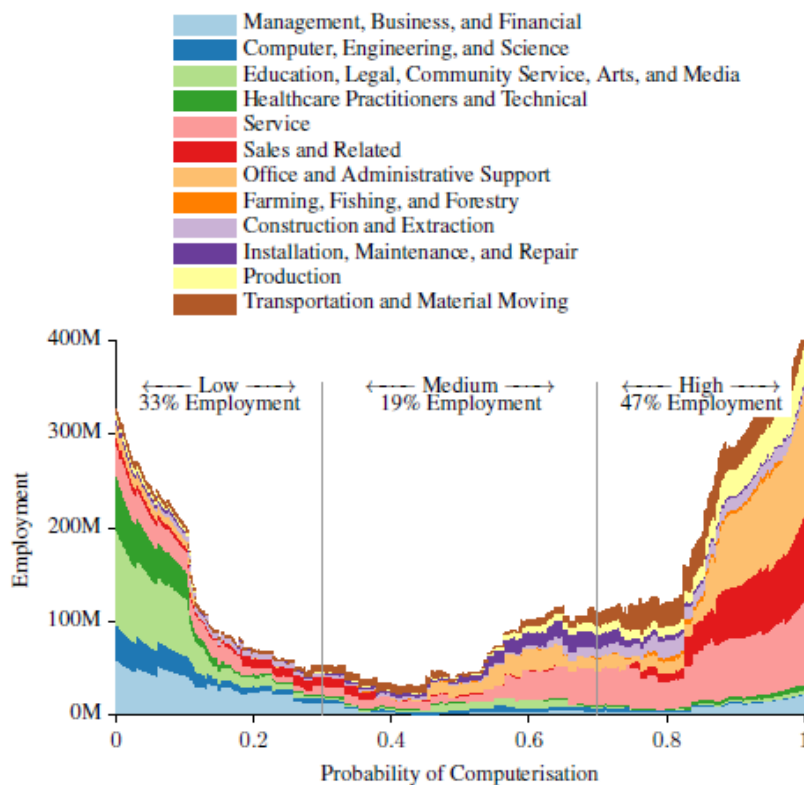 Management, Business, and Financial
Computer, Engineering, and Science
Education, Legal, Community Service, Arts, and Media
Healthcare Practitioners and Technical
Service
Sales and Related
Office and Administrative Support
Farming, Fishing, and Forestry
Construction and Extraction
Installation, Maintenance, and Repair
Production
Transportation and Material Moving
400M
Low Medium High
33% Employment 19% Employment 47% Employment
300M
200M
100M
0M
Employment
0 0.2 0.4 0.6 0.8 1
Probability of Computerisation